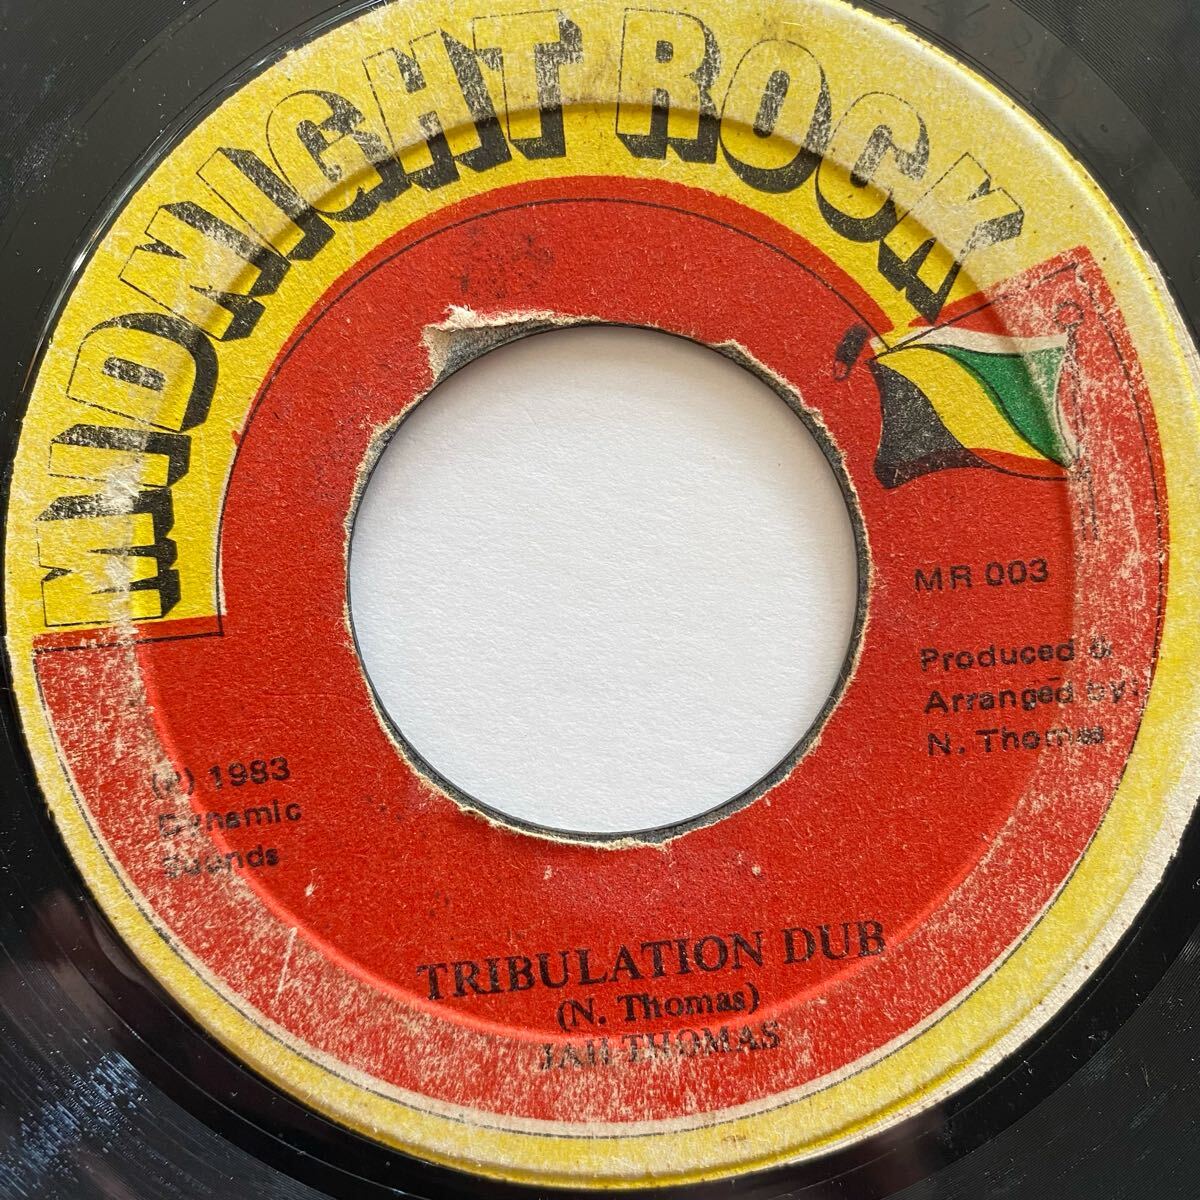 MIDNIGHT ROCK
MR 003
Produced &
Arranged by:
N. Thomas
(P) 1983
Dynamic
Sounds
TRIBULATION DUB
(N. Thomas)
JAH THOMAS